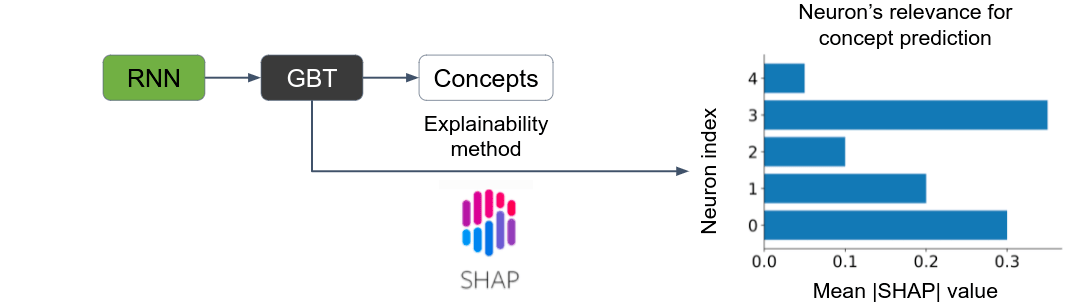 RNN
GBT
Concepts
Explainability
method
SHAP
Neuron’s relevance for
concept prediction
Neuron index
4
3
2
1
0
0.0 0.1 0.2 0.3
Mean |SHAP| value